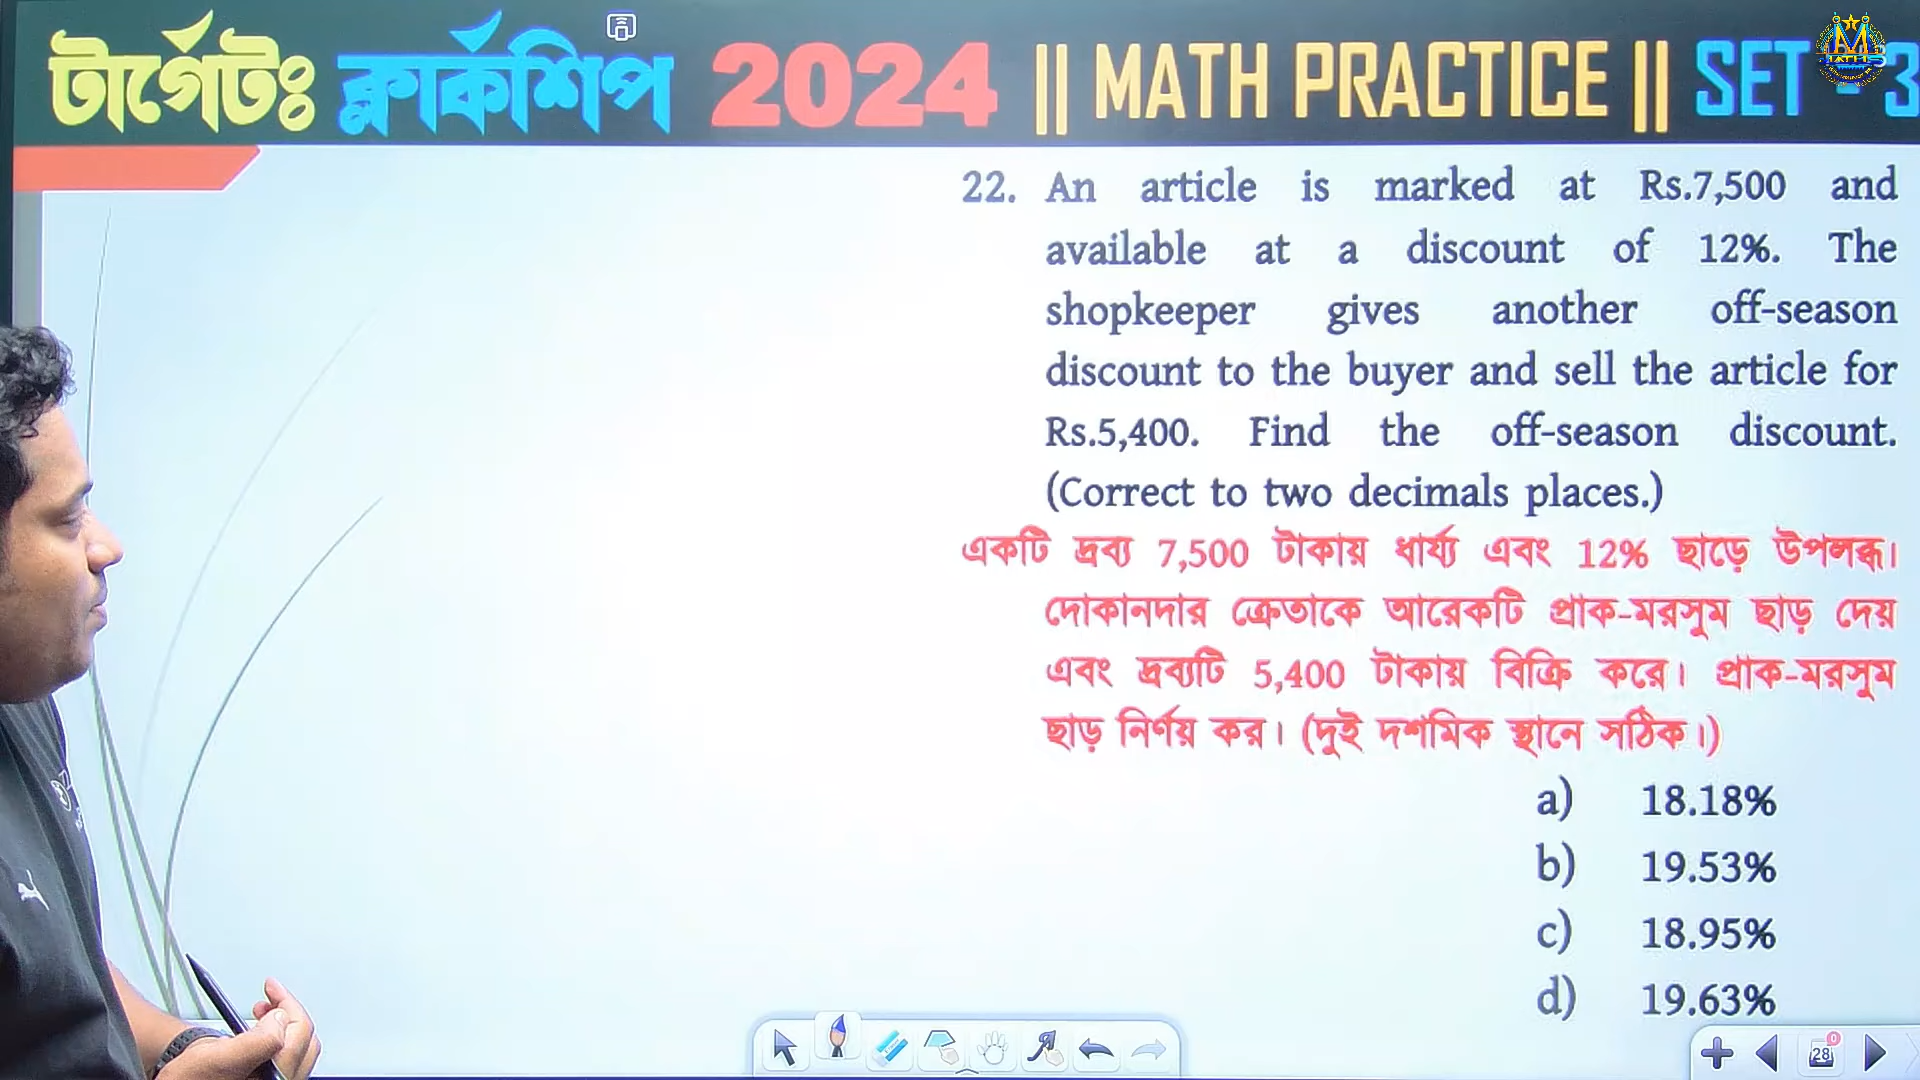 টার্গেটঃ ক্লার্কশিপ 2024 || MATH PRACTICE || SET - 3
22. An article is marked at Rs.7,500 and
available at a discount of 12%. The
shopkeeper gives another off-season
discount to the buyer and sell the article for
Rs.5,400. Find the off-season discount.
(Correct to two decimals places.)
একটি দ্রব্য 7,500 টাকায় ধার্য্য এবং 12% ছাড়ে উপলব্ধ।
দোকানদার ক্রেতাকে আরেকটি প্রাক-মরসুম ছাড় দেয়
এবং দ্রব্যটি 5,400 টাকায় বিক্রি করে। প্রাক-মরসুম
ছাড় নির্ণয় কর। (দুই দশমিক স্থানে সঠিক।)
a) 18.18%
b) 19.53%
c) 18.95%
d) 19.63%
28